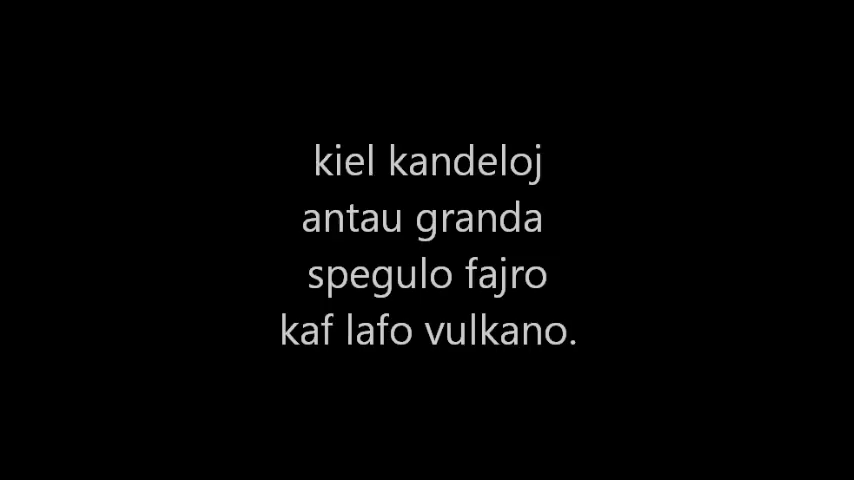 kiel kandeloj
antau granda
spegulo fajro
kaf lafo vulkano.